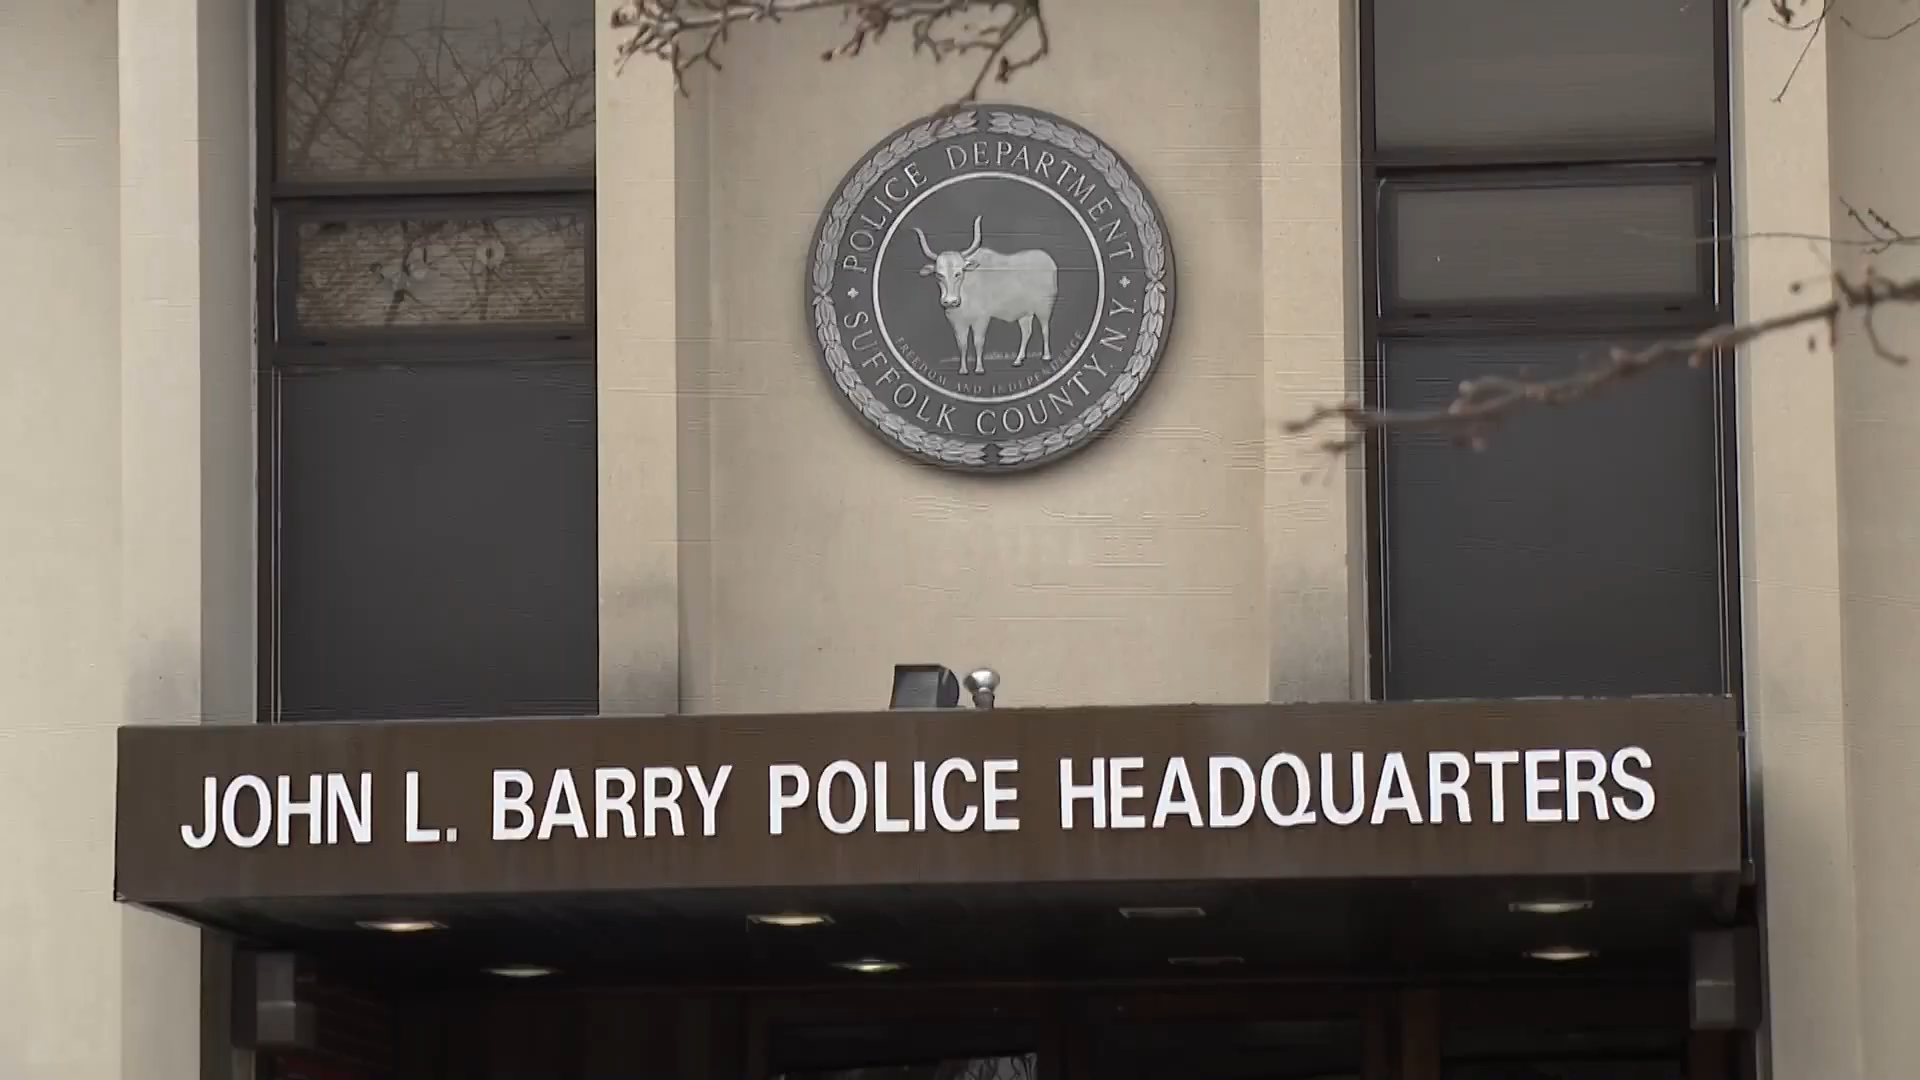 POLICE DEPARTMENT
SUFFOLK COUNTY, N.Y.
FREEDOM AND INDEPENDENCE
JOHN L. BARRY POLICE HEADQUARTERS